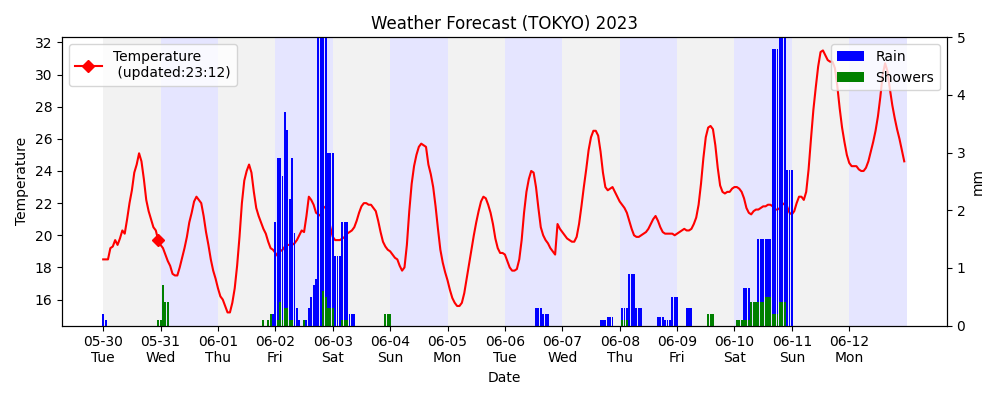 Weather Forecast (TOKYO) 2023
Temperature
(updated:23:12)
Rain
Showers
Temperature
32
30
28
26
24
22
20
18
16
5
4
3
2
1
0
mm
05-30 05-31 06-01 06-02 06-03 06-04 06-05 06-06 06-07 06-08 06-09 06-10 06-11 06-12
Tue Wed Thu Fri Sat Sun Mon Tue Wed Thu Fri Sat Sun Mon
Date